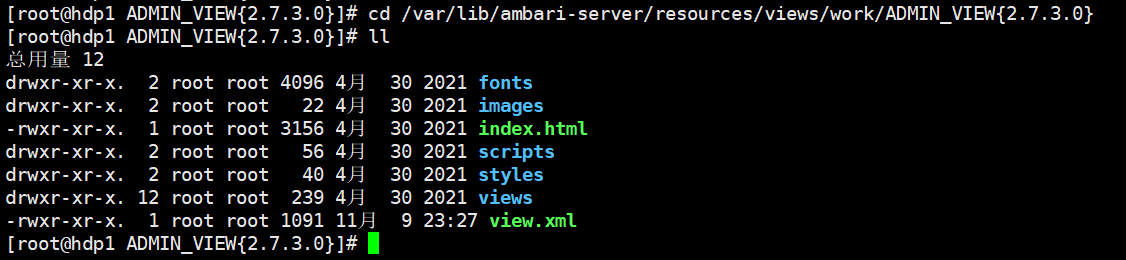 [root@hdp1 ADMIN_VIEW{2.7.3.0}]# cd /var/lib/ambari-server/resources/views/work/ADMIN_VIEW{2.7.3.0}
[root@hdp1 ADMIN_VIEW{2.7.3.0}]# ll
总用量 12
drwxr-xr-x.  2 root root 4096 4月  30 2021 fonts
drwxr-xr-x.  2 root root   22 4月  30 2021 images
-rwxr-xr-x.  1 root root 3156 4月  30 2021 index.html
drwxr-xr-x.  2 root root   56 4月  30 2021 scripts
drwxr-xr-x.  2 root root   40 4月  30 2021 styles
drwxr-xr-x. 12 root root  239 4月  30 2021 views
-rwxr-xr-x.  1 root root 1091 11月  9 23:27 view.xml
[root@hdp1 ADMIN_VIEW{2.7.3.0}]#